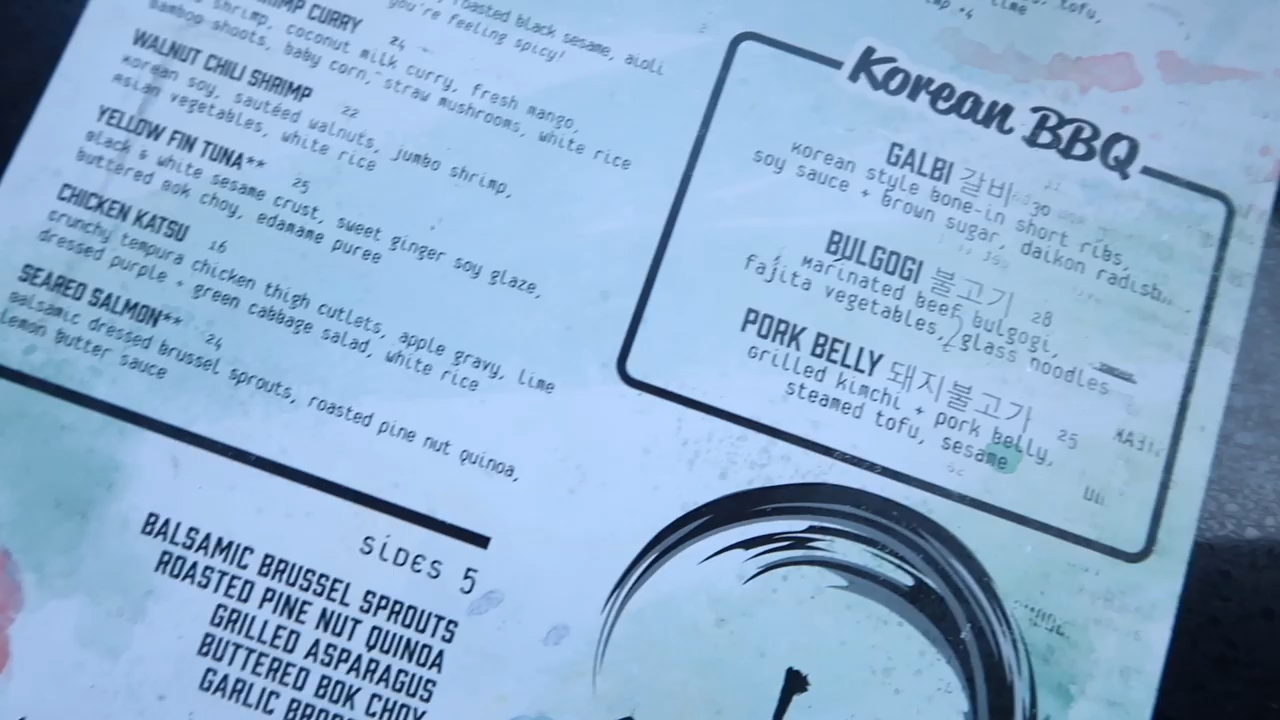 roasted black sesame, aioli
you're feeling spicy!
CURRY 24
shrimp, coconut milk curry, fresh mango,
bamboo shoots, baby corn, straw mushrooms, white rice
WALNUT CHILI SHRIMP 22
korean soy, sautéed walnuts, jumbo shrimp,
asian vegetables, white rice
YELLOW FIN TUNA** 25
black & white sesame crust, sweet ginger soy glaze,
buttered bok choy, edamame puree
CHICKEN KATSU 16
crunchy tempura chicken thigh cutlets, apple gravy, lime
dressed purple + green cabbage salad, white rice
SEARED SALMON** 24
balsamic dressed brussel sprouts, roasted pine nut quinoa,
lemon butter sauce
sides 5
BALSAMIC BRUSSEL SPROUTS
ROASTED PINE NUT QUINOA
GRILLED ASPARAGUS
BUTTERED BOK CHOY
GARLIC
tofu,
+4
Korean BBQ
GALBI 갈비 30
korean style bone-in short ribs,
soy sauce + brown sugar, daikon radish
BULGOGI 불고기 28
marinated beef bulgogi,
fajita vegetables, glass noodles
PORK BELLY 돼지불고가 25
grilled kimchi + pork belly,
steamed tofu, sesame